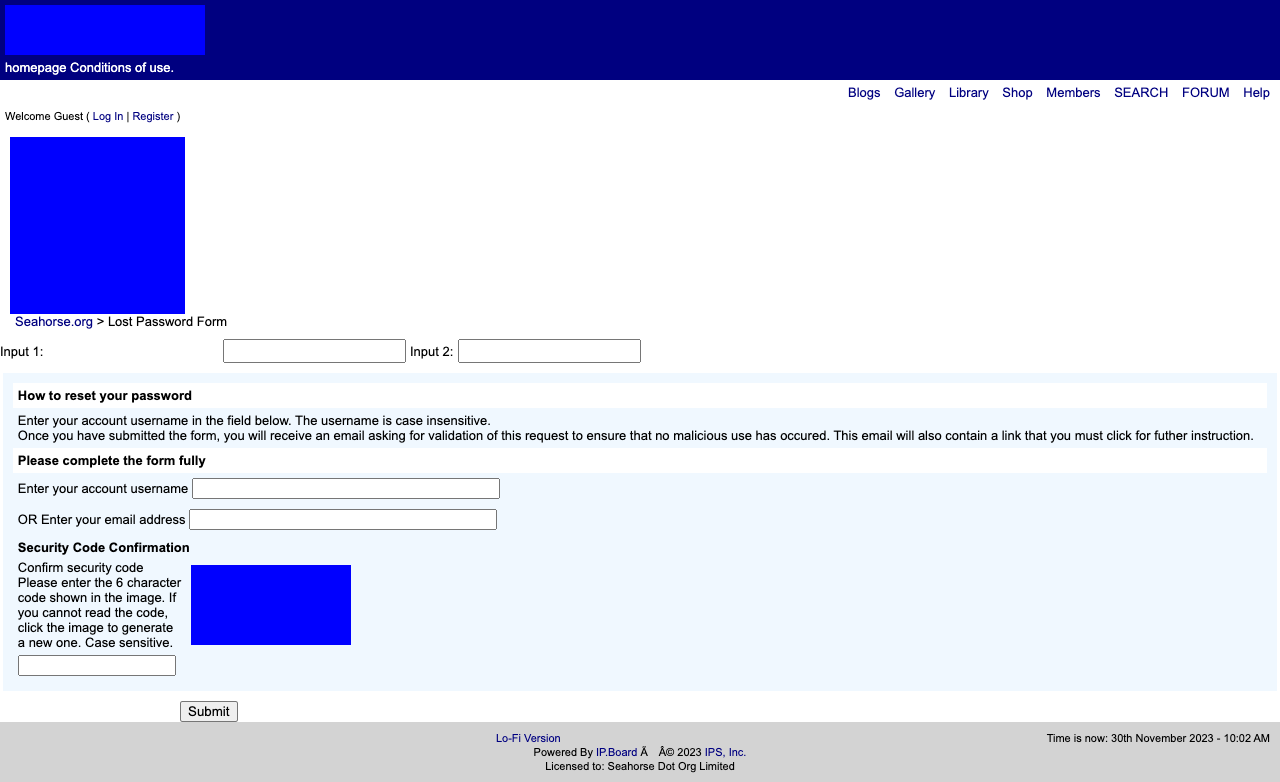 homepage Conditions of use.
Blogs Gallery Library Shop Members SEARCH FORUM Help
Welcome Guest ( Log In | Register )
Seahorse.org > Lost Password Form
Input 1: Input 2:
How to reset your password
Enter your account username in the field below. The username is case insensitive.
Once you have submitted the form, you will receive an email asking for validation of this request to ensure that no malicious use has occured. This email will also contain a link that you must click for futher instruction.
Please complete the form fully
Enter your account username
OR Enter your email address
Security Code Confirmation
Confirm security code
Please enter the 6 character
code shown in the image. If
you cannot read the code,
click the image to generate
a new one. Case sensitive.
Submit
Lo-Fi Version Time is now: 30th November 2023 - 10:02 AM
Powered By IP.Board Â Â© 2023 IPS, Inc.
Licensed to: Seahorse Dot Org Limited